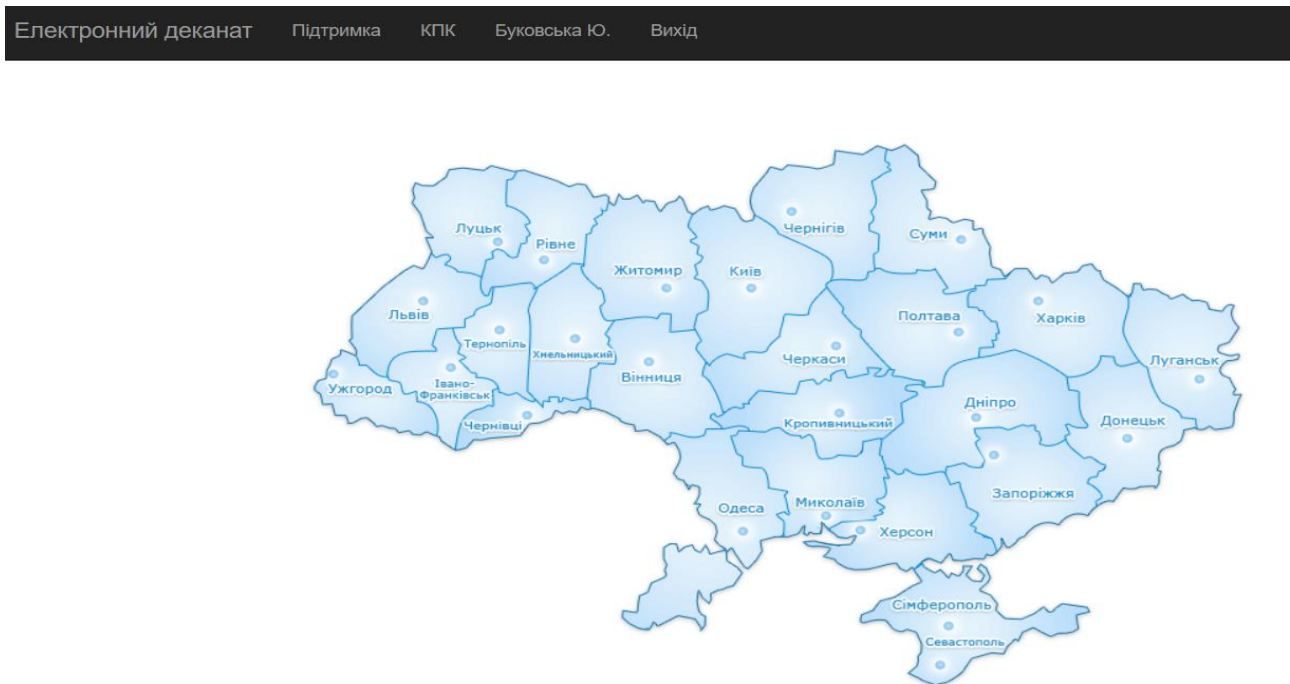 Електронний деканат Підтримка КПК Буковська Ю. Вихід
Чернігів
Луцьк
Суми
Рівне
Житомир
Київ
Львів
Полтава
Харків
Тернопіль
Хмельницький
Черкаси
Луганськ
Вінниця
Ужгород
Івано-
Франківськ
Дніпро
Чернівці
Кропивницький
Донецьк
Запоріжжя
Миколаїв
Одеса
Херсон
Сімферополь
Севастополь